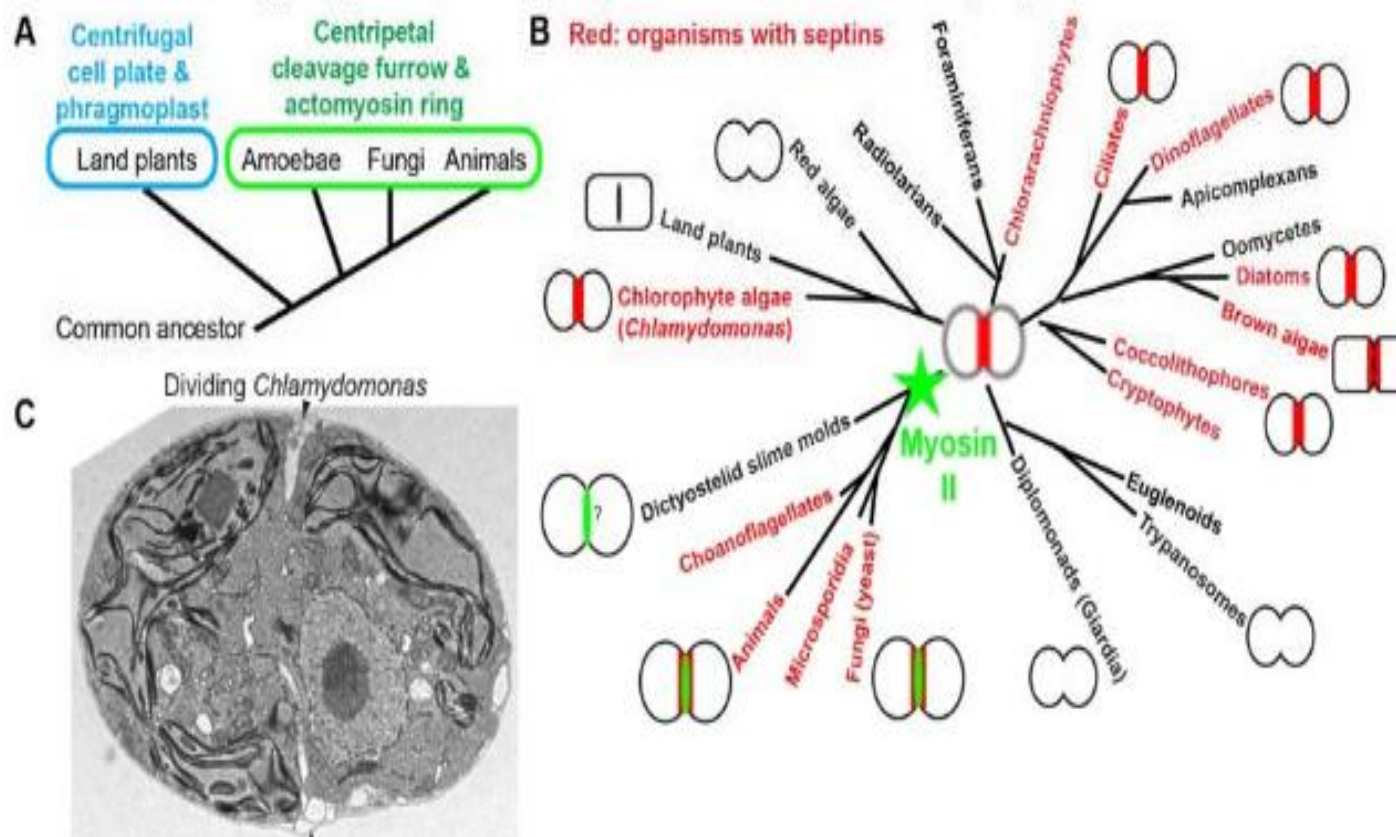 A
Centrifugal
cell plate &
phragmoplast
Centripetal
cleavage furrow &
actomyosin ring
Land plants
Amoebae Fungi Animals
Common ancestor
B Red: organisms with septins
Land plants
Red algae
Radiolarians
Foraminiferans
Chlorarachniophytes
Ciliates
Dinoflagellates
Apicomplexans
Oomycetes
Diatoms
Brown algae
Coccolithophores
Cryptophytes
Euglenoids
Trypanosomes
Diplomonads (Giardia)
Chlorophyte algae
(Chlamydomonas)
Myosin
II
Dictyostelid slime molds
?
Choanoflagellates
Animals
Microsporidia
Fungi (yeast)
C
Dividing Chlamydomonas